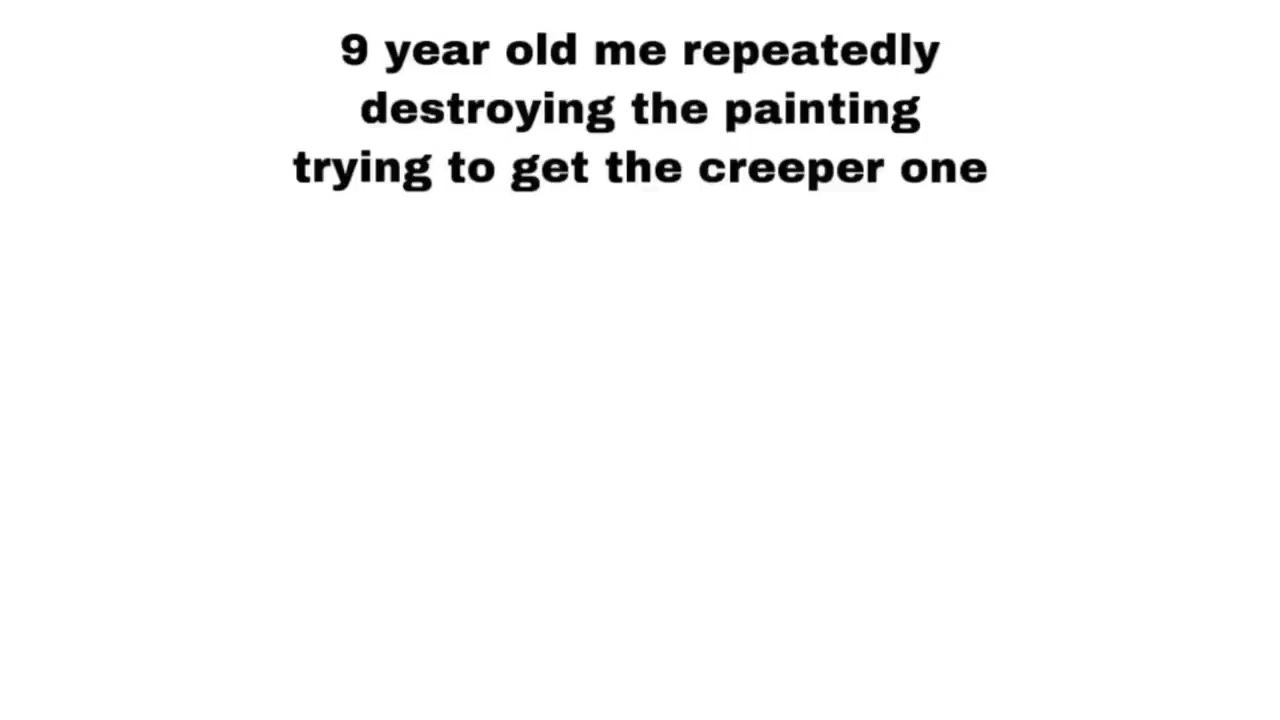 9 year old me repeatedly
destroying the painting
trying to get the creeper one